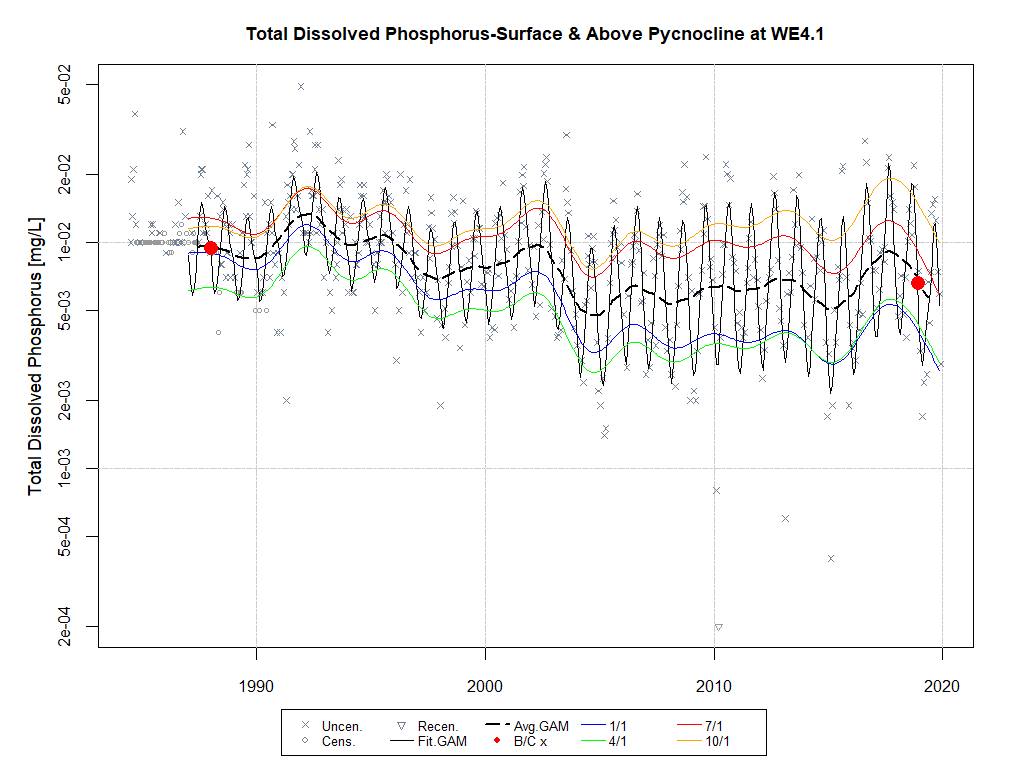 Total Dissolved Phosphorus-Surface & Above Pycnocline at WE4.1
Total Dissolved Phosphorus [mg/L]
5e-02
2e-02
1e-02
5e-03
2e-03
1e-03
5e-04
2e-04
1990 2000 2010 2020
Uncen. Recen. Avg.GAM 1/1 7/1
Cens. Fit.GAM B/C x 4/1 10/1